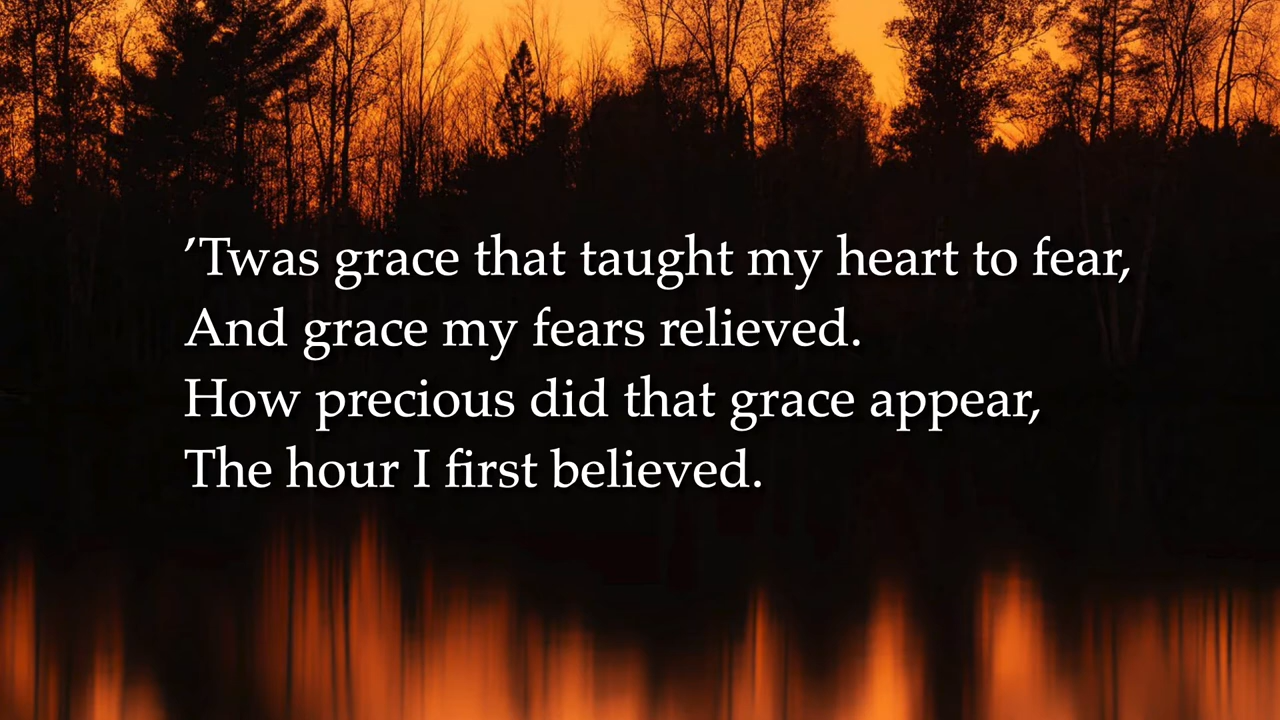 ’Twas grace that taught my heart to fear,
And grace my fears relieved.
How precious did that grace appear,
The hour I first believed.